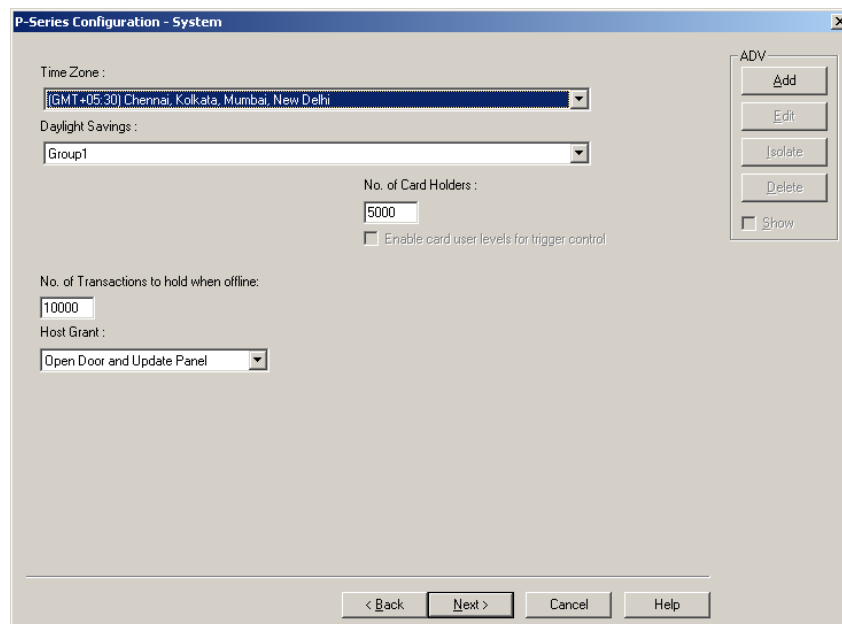 P-Series Configuration - System
Time Zone :
(GMT+05:30) Chennai, Kolkata, Mumbai, New Delhi
Daylight Savings :
Group1
No. of Card Holders :
5000
Enable card user levels for trigger control
No. of Transactions to hold when offline:
10000
Host Grant :
Open Door and Update Panel
ADV
Add
Edit
Isolate
Delete
Show
< Back
Next >
Cancel
Help